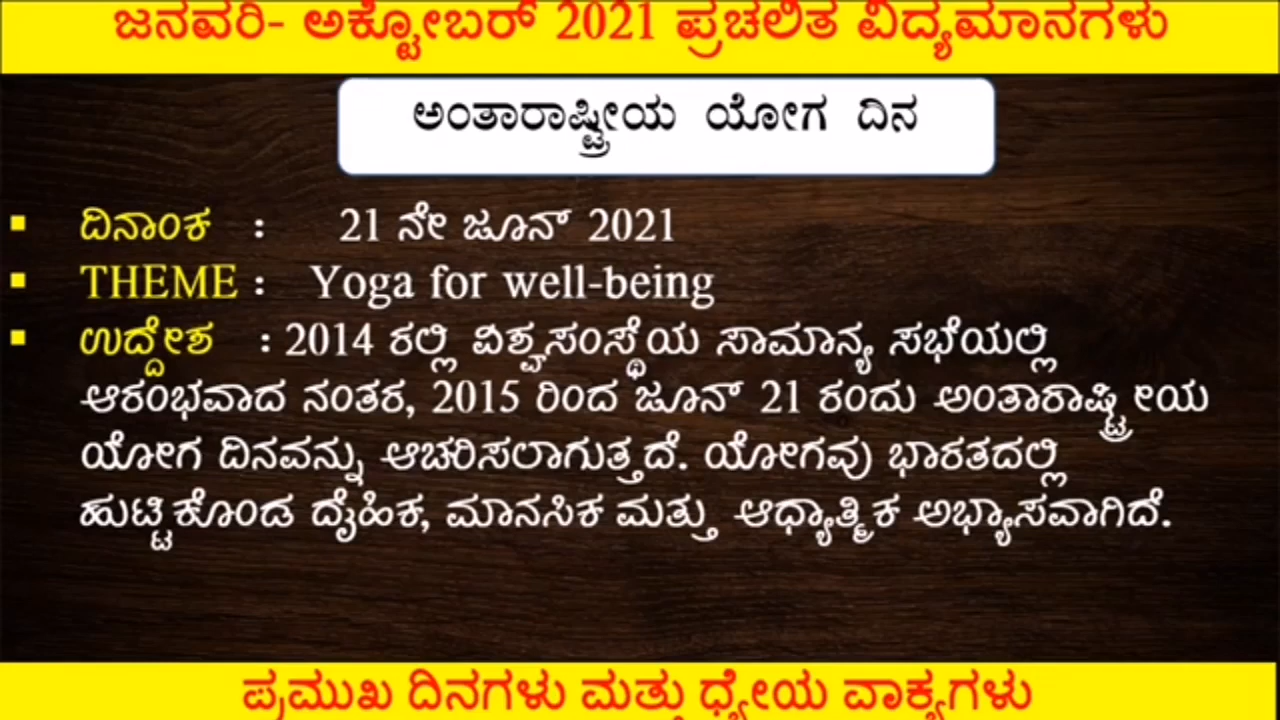 ಜನವರಿ- ಅಕ್ಟೋಬರ್ 2021 ಪ್ರಚಲಿತ ವಿದ್ಯಮಾನಗಳು
ಅಂತಾರಾಷ್ಟ್ರೀಯ ಯೋಗ ದಿನ
▪ ದಿನಾಂಕ : 21 ನೇ ಜೂನ್ 2021
▪ THEME : Yoga for well-being
▪ ಉದ್ದೇಶ : 2014 ರಲ್ಲಿ ವಿಶ್ವಸಂಸ್ಥೆಯ ಸಾಮಾನ್ಯ ಸಭೆಯಲ್ಲಿ
ಆರಂಭವಾದ ನಂತರ, 2015 ರಿಂದ ಜೂನ್ 21 ರಂದು ಅಂತಾರಾಷ್ಟ್ರೀಯ
ಯೋಗ ದಿನವನ್ನು ಆಚರಿಸಲಾಗುತ್ತದೆ. ಯೋಗವು ಭಾರತದಲ್ಲಿ
ಹುಟ್ಟಿಕೊಂಡ ದೈಹಿಕ, ಮಾನಸಿಕ ಮತ್ತು ಆಧ್ಯಾತ್ಮಿಕ ಅಭ್ಯಾಸವಾಗಿದೆ.
ಪ್ರಮುಖ ದಿನಗಳು ಮತ್ತು ಧ್ಯೇಯ ವಾಕ್ಯಗಳು